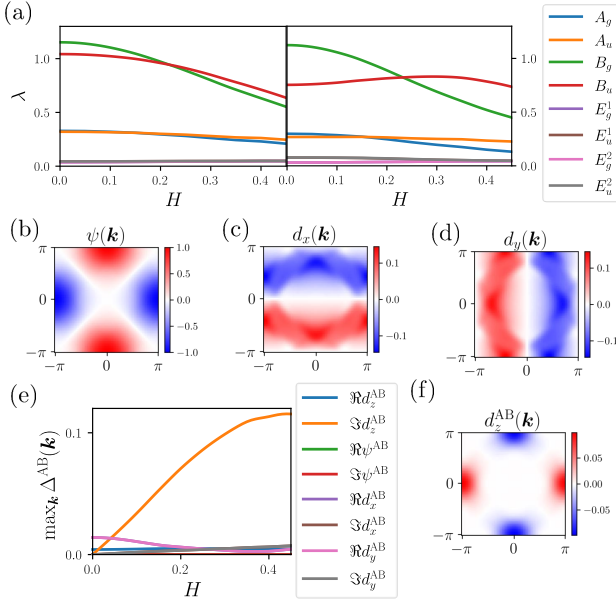 (a)
λ
1.0
0.0
0.0 0.1 0.2 0.3 0.4 0.0 0.1 0.2 0.3 0.4
1.0
0.0
H H
A_g
A_u
B_g
B_u
E_g^1
E_u^1
E_g^2
E_u^2
(b) ψ(k)
π
0
−π
−π 0 π
1.0
0.5
0.0
−0.5
−1.0
(c) d_x(k)
π
0
−π
−π 0 π
0.1
0.0
−0.1
(d) d_y(k)
π
0
−π
−π 0 π
0.1
0.0
−0.1
(e)
max_k Δ^AB(k)
0.1
0.0
0.0 0.2 0.4
H
ℜd_z^AB
ℑd_z^AB
ℜψ^AB
ℑψ^AB
ℜd_x^AB
ℑd_x^AB
ℜd_y^AB
ℑd_y^AB
(f)
d_z^AB(k)
π
0
−π
−π 0 π
0.05
0.00
−0.05